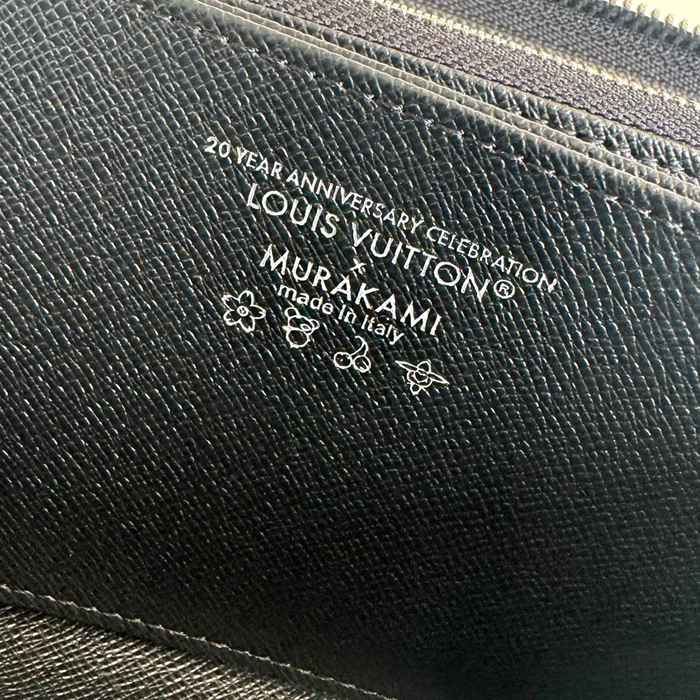 20 YEAR ANNIVERSARY CELEBRATION
LOUIS VUITTON®
x
MURAKAMI
made in Italy